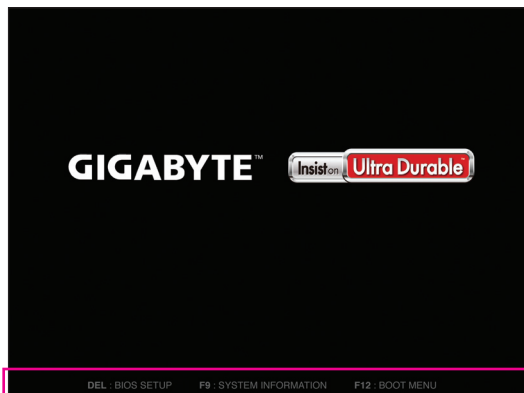 GIGABYTE™ Insist on Ultra Durable™
DEL : BIOS SETUP F9 : SYSTEM INFORMATION F12 : BOOT MENU